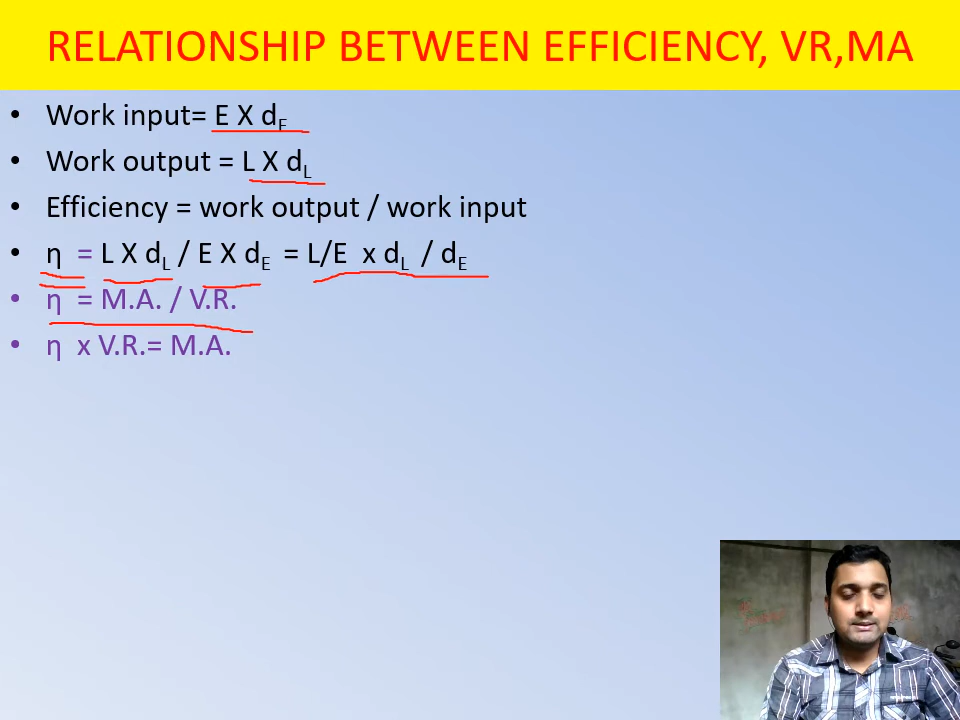 RELATIONSHIP BETWEEN EFFICIENCY, VR,MA
• Work input= E X dE
• Work output = L X dL
• Efficiency = work output / work input
• η = L X dL / E X dE = L/E x dL / dE
• η = M.A. / V.R.
• η x V.R.= M.A.